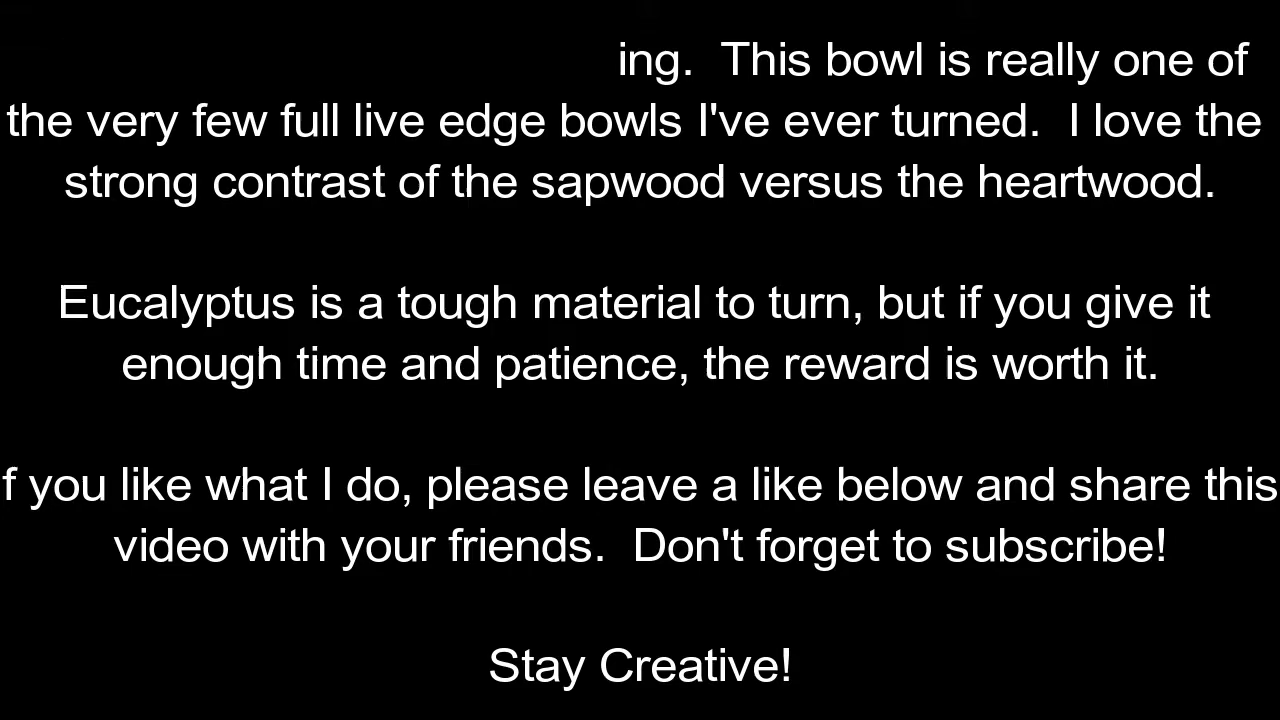 ing.  This bowl is really one of
the very few full live edge bowls I've ever turned.  I love the
strong contrast of the sapwood versus the heartwood.
Eucalyptus is a tough material to turn, but if you give it
enough time and patience, the reward is worth it.
f you like what I do, please leave a like below and share this
video with your friends.  Don't forget to subscribe!
Stay Creative!